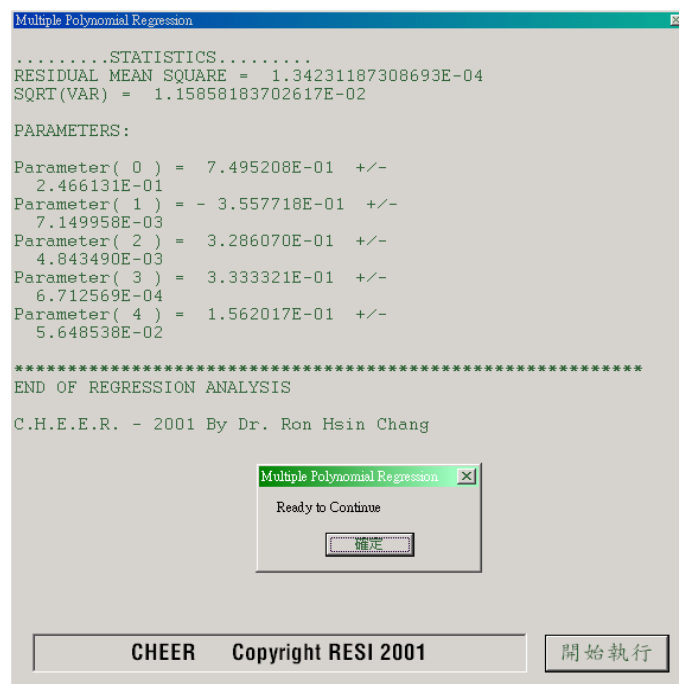 Multiple Polynomial Regression
.........STATISTICS.........
RESIDUAL MEAN SQUARE =  1.34231187308693E-04
SQRT(VAR) =  1.15858183702617E-02
PARAMETERS:
Parameter( 0 ) =  7.495208E-01  +/-
2.466131E-01
Parameter( 1 ) = - 3.557718E-01  +/-
7.149958E-03
Parameter( 2 ) =  3.286070E-01  +/-
4.843490E-03
Parameter( 3 ) =  3.333321E-01  +/-
6.712569E-04
Parameter( 4 ) =  1.562017E-01  +/-
5.648538E-02
***********************************************************
END OF REGRESSION ANALYSIS
C.H.E.E.R. - 2001 By Dr. Ron Hsin Chang
Multiple Polynomial Regression
Ready to Continue
確定
CHEER Copyright RESI 2001
開始執行